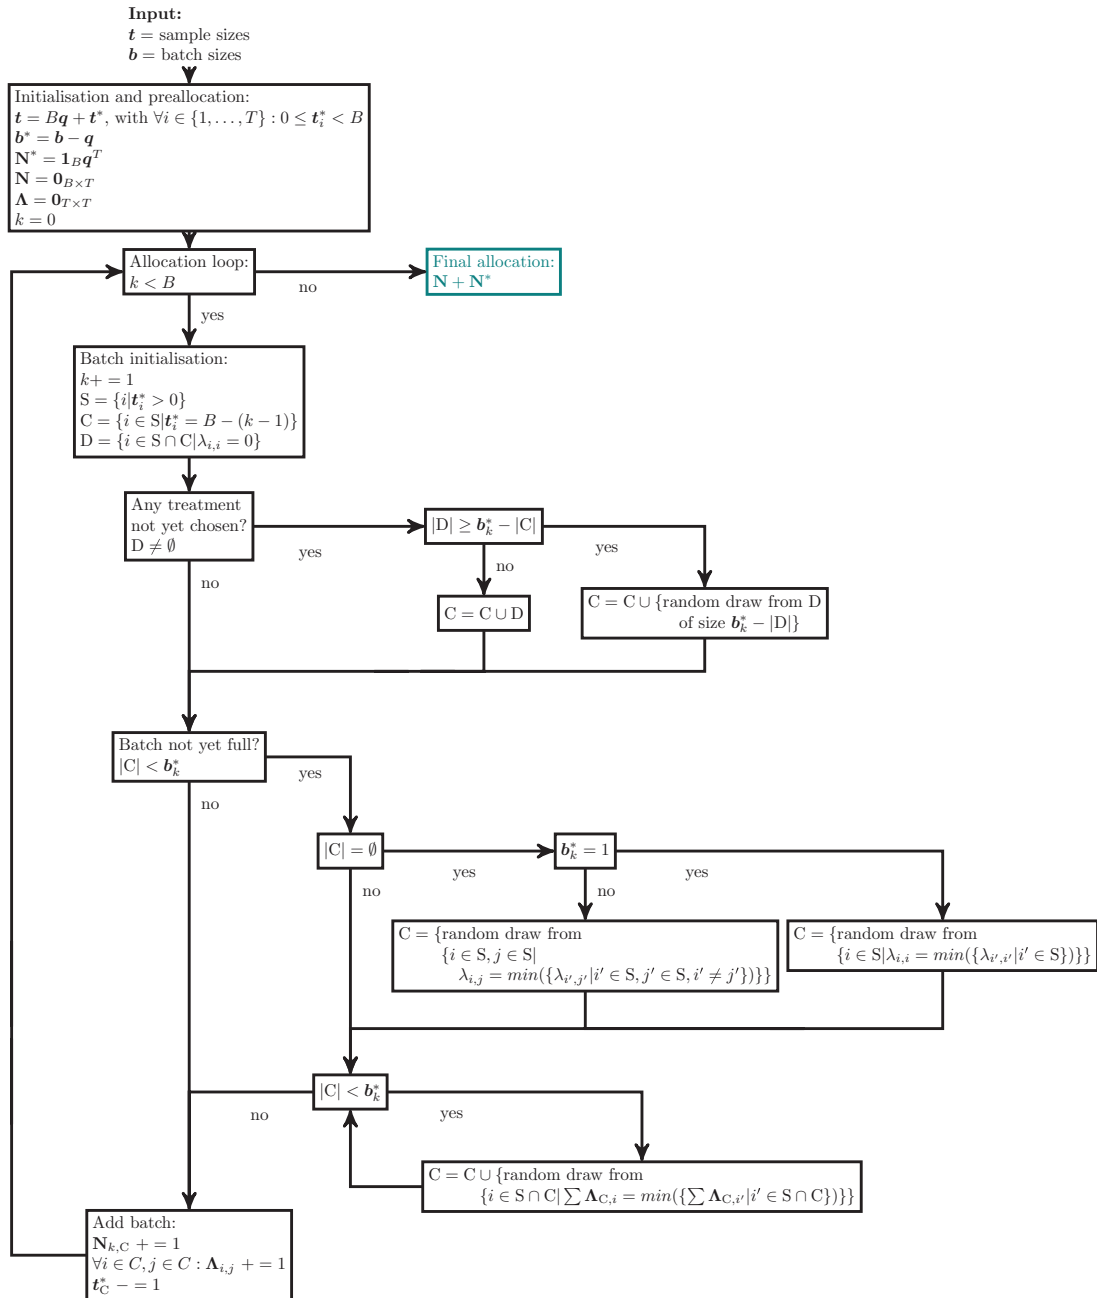 Input:
t = sample sizes
b = batch sizes
Initialisation and preallocation:
t = Bq + t*, with ∀i ∈ {1, . . . , T} : 0 ≤ t*_i < B
b* = b − q
N* = 1_B q^T
N = 0_{B×T}
Λ = 0_{T×T}
k = 0
Allocation loop:
k < B
no
Final allocation:
N + N*
yes
Batch initialisation:
k+ = 1
S = {i|t*_i > 0}
C = {i ∈ S|t*_i = B − (k − 1)}
D = {i ∈ S ∩ C|λ_{i,i} = 0}
Any treatment
not yet chosen?
D ≠ ∅
yes
|D| ≥ b*_k − |C|
yes
no
no
C = C ∪ D
C = C ∪ {random draw from D
of size b*_k − |D|}
Batch not yet full?
|C| < b*_k
yes
no
|C| = ∅
yes
b*_k = 1
yes
no
no
C = {random draw from
{i ∈ S, j ∈ S|
λ_{i,j} = min({λ_{i′,j′}|i′ ∈ S, j′ ∈ S, i′ ≠ j′})}}
C = {random draw from
{i ∈ S|λ_{i,i} = min({λ_{i′,i′}|i′ ∈ S})}}
|C| < b*_k
no
yes
C = C ∪ {random draw from
{i ∈ S ∩ C| ∑ Λ_{C,i} = min({∑ Λ_{C,i′}|i′ ∈ S ∩ C})}}
Add batch:
N_{k,C} + = 1
∀i ∈ C, j ∈ C : Λ_{i,j} + = 1
t*_C − = 1